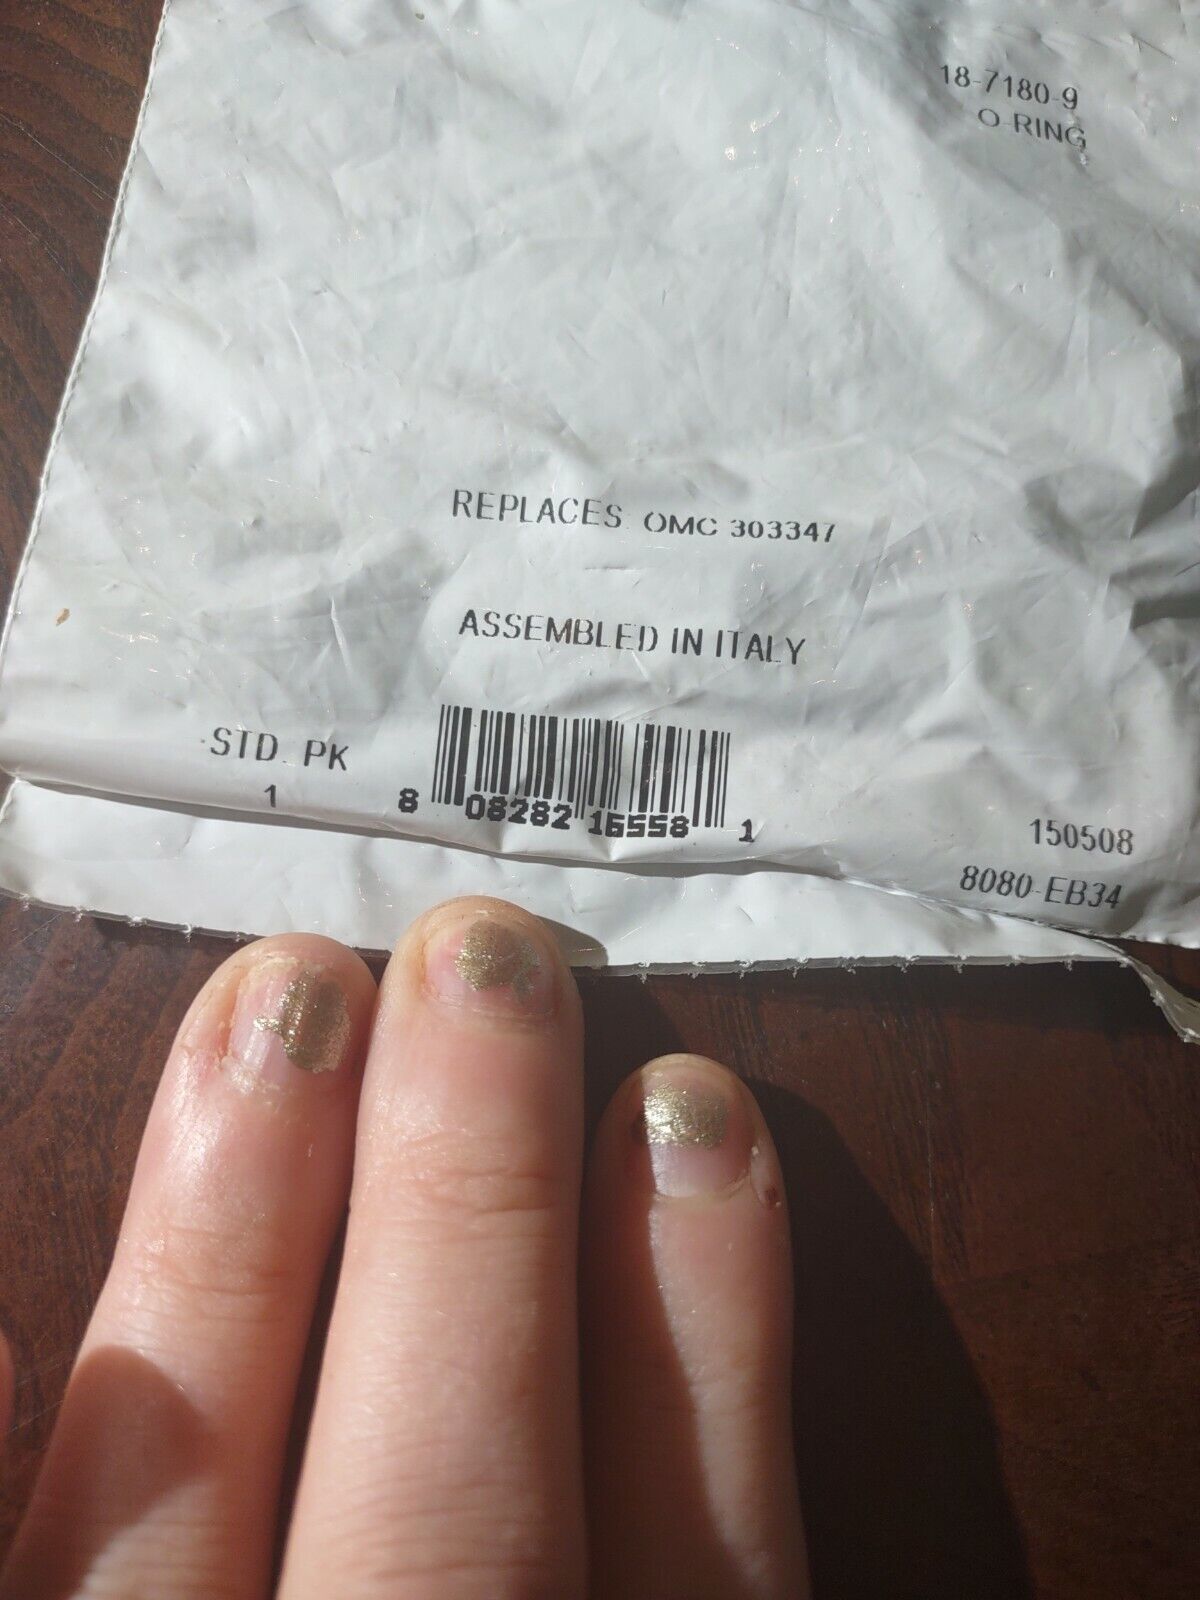 18-7180-9
O-RING
REPLACES: OMC 303347
ASSEMBLED IN ITALY
STD. PK
1
8 08282 16558 1
150508
8080-EB34